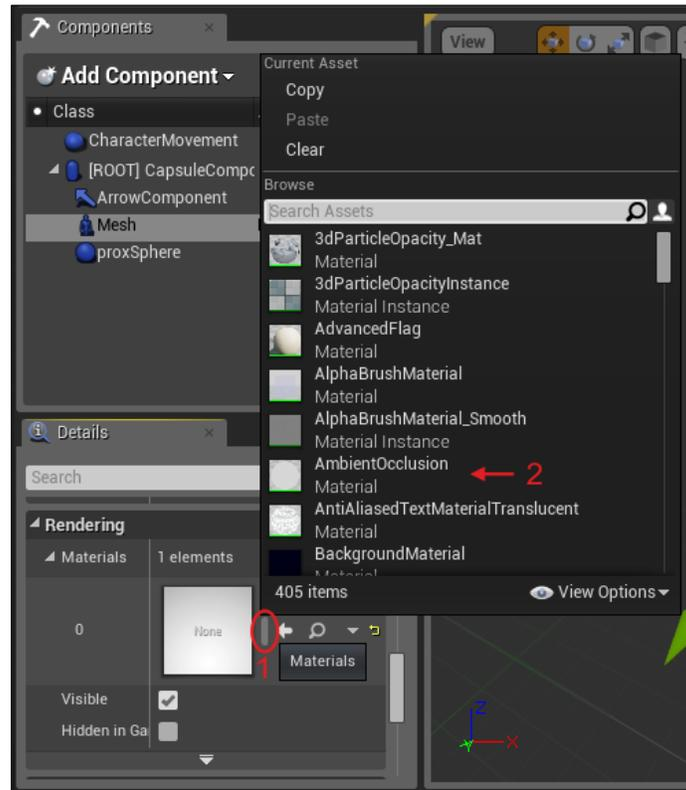 Components
View
Add Component
Current Asset
Class
Copy
CharacterMovement
Paste
[ROOT] CapsuleCompc
Clear
ArrowComponent
Browse
Mesh
Search Assets
proxSphere
3dParticleOpacity_Mat
Material
3dParticleOpacityInstance
Material Instance
AdvancedFlag
Material
AlphaBrushMaterial
Material
AlphaBrushMaterial_Smooth
Material Instance
AmbientOcclusion
Material
2
AntiAliasedTextMaterialTranslucent
Material
BackgroundMaterial
Material
405 items
View Options
Details
Search
Rendering
Materials
1 elements
0
None
1
Materials
Visible
Hidden in Ga
Z
X
Y